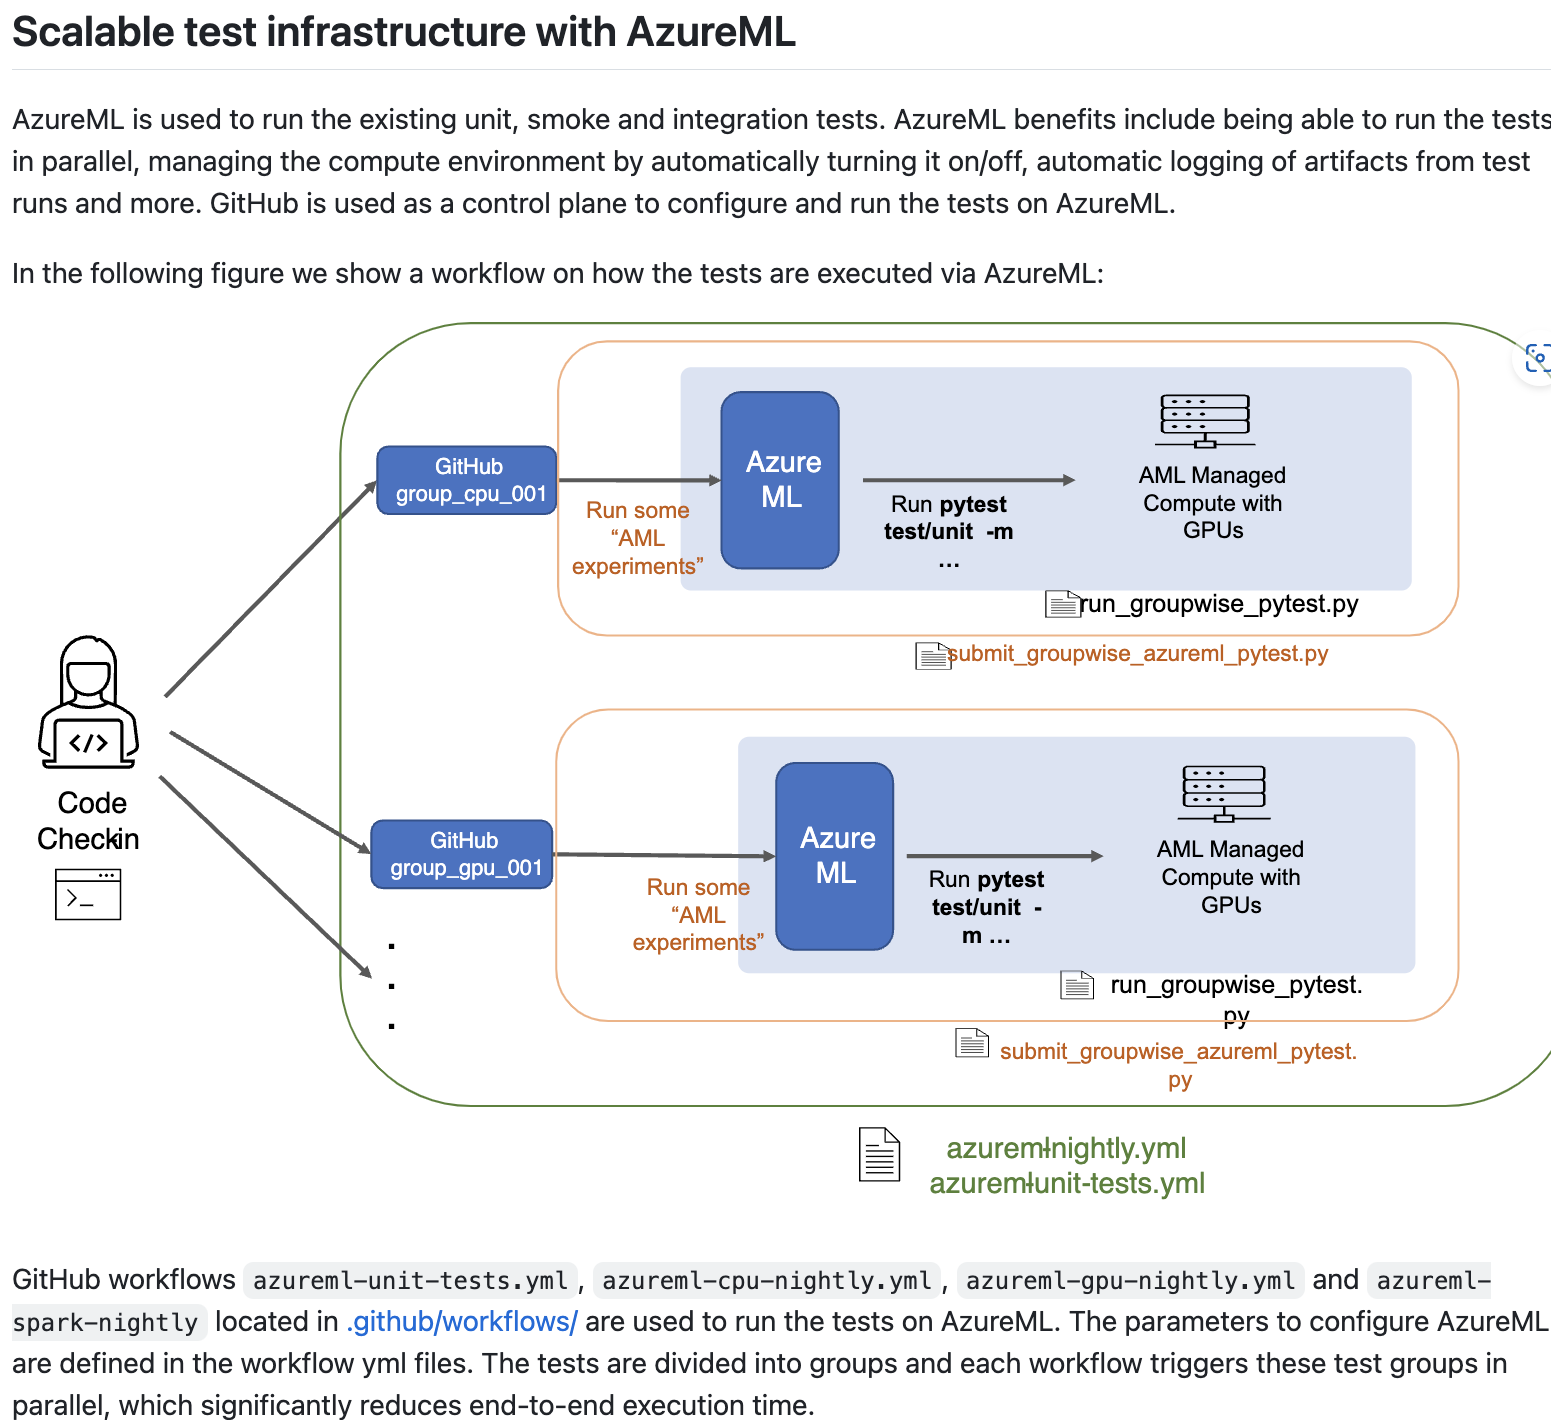 Scalable test infrastructure with AzureML
AzureML is used to run the existing unit, smoke and integration tests. AzureML benefits include being able to run the tests
in parallel, managing the compute environment by automatically turning it on/off, automatic logging of artifacts from test
runs and more. GitHub is used as a control plane to configure and run the tests on AzureML.
In the following figure we show a workflow on how the tests are executed via AzureML:
GitHub
group_cpu_001
Run some
“AML
experiments”
Azure
ML
Run pytest
test/unit -m
...
AML Managed
Compute with
GPUs
run_groupwise_pytest.py
submit_groupwise_azureml_pytest.py
</>
Code
Checkin
>_
GitHub
group_gpu_001
Run some
“AML
experiments”
Azure
ML
Run pytest
test/unit -
m ...
AML Managed
Compute with
GPUs
run_groupwise_pytest.
py
submit_groupwise_azureml_pytest.
py
.
.
.
azureml-nightly.yml
azureml-unit-tests.yml
GitHub workflows azureml-unit-tests.yml, azureml-cpu-nightly.yml, azureml-gpu-nightly.yml and azureml-
spark-nightly located in .github/workflows/ are used to run the tests on AzureML. The parameters to configure AzureML
are defined in the workflow yml files. The tests are divided into groups and each workflow triggers these test groups in
parallel, which significantly reduces end-to-end execution time.